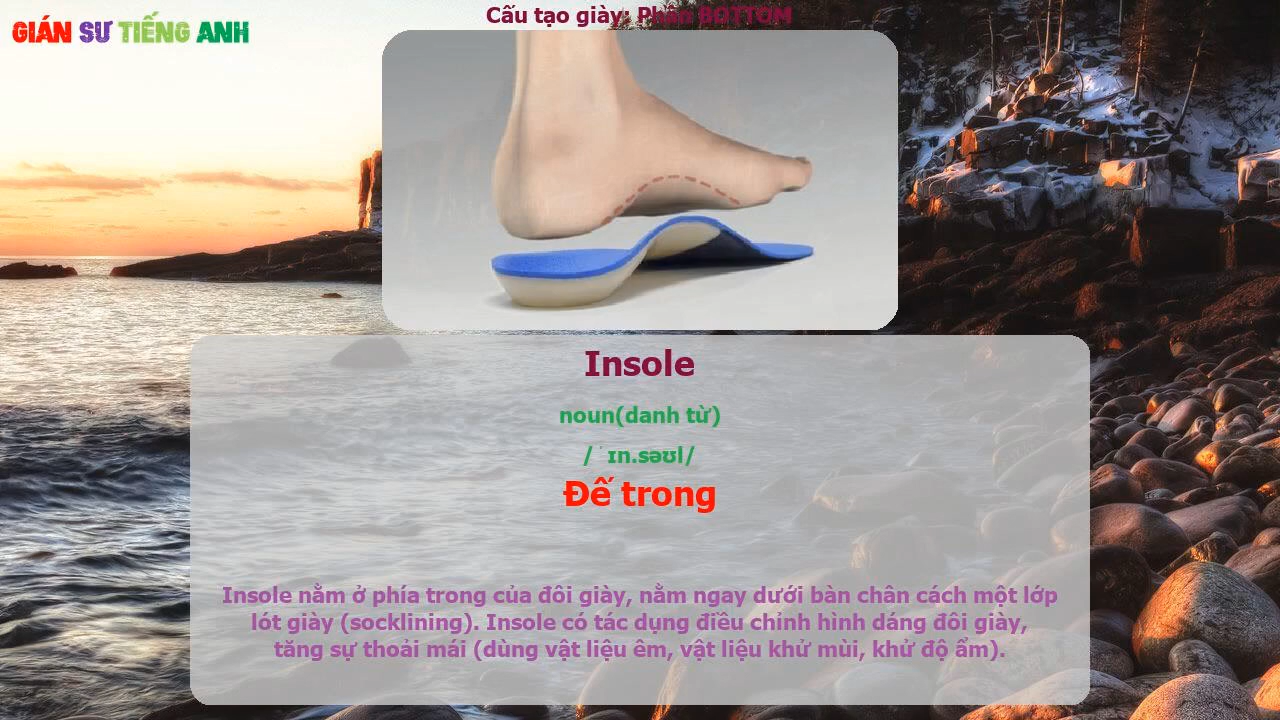 Cấu tạo giày: Phần BOTTOM
GIÁN SƯ TIẾNG ANH
Insole
noun(danh từ)
/ ˈɪn.səʊl/
Đế trong
Insole nằm ở phía trong của đôi giày, nằm ngay dưới bàn chân cách một lớp
lót giày (socklining). Insole có tác dụng điều chỉnh hình dáng đôi giày,
tăng sự thoải mái (dùng vật liệu êm, vật liệu khử mùi, khử độ ẩm).